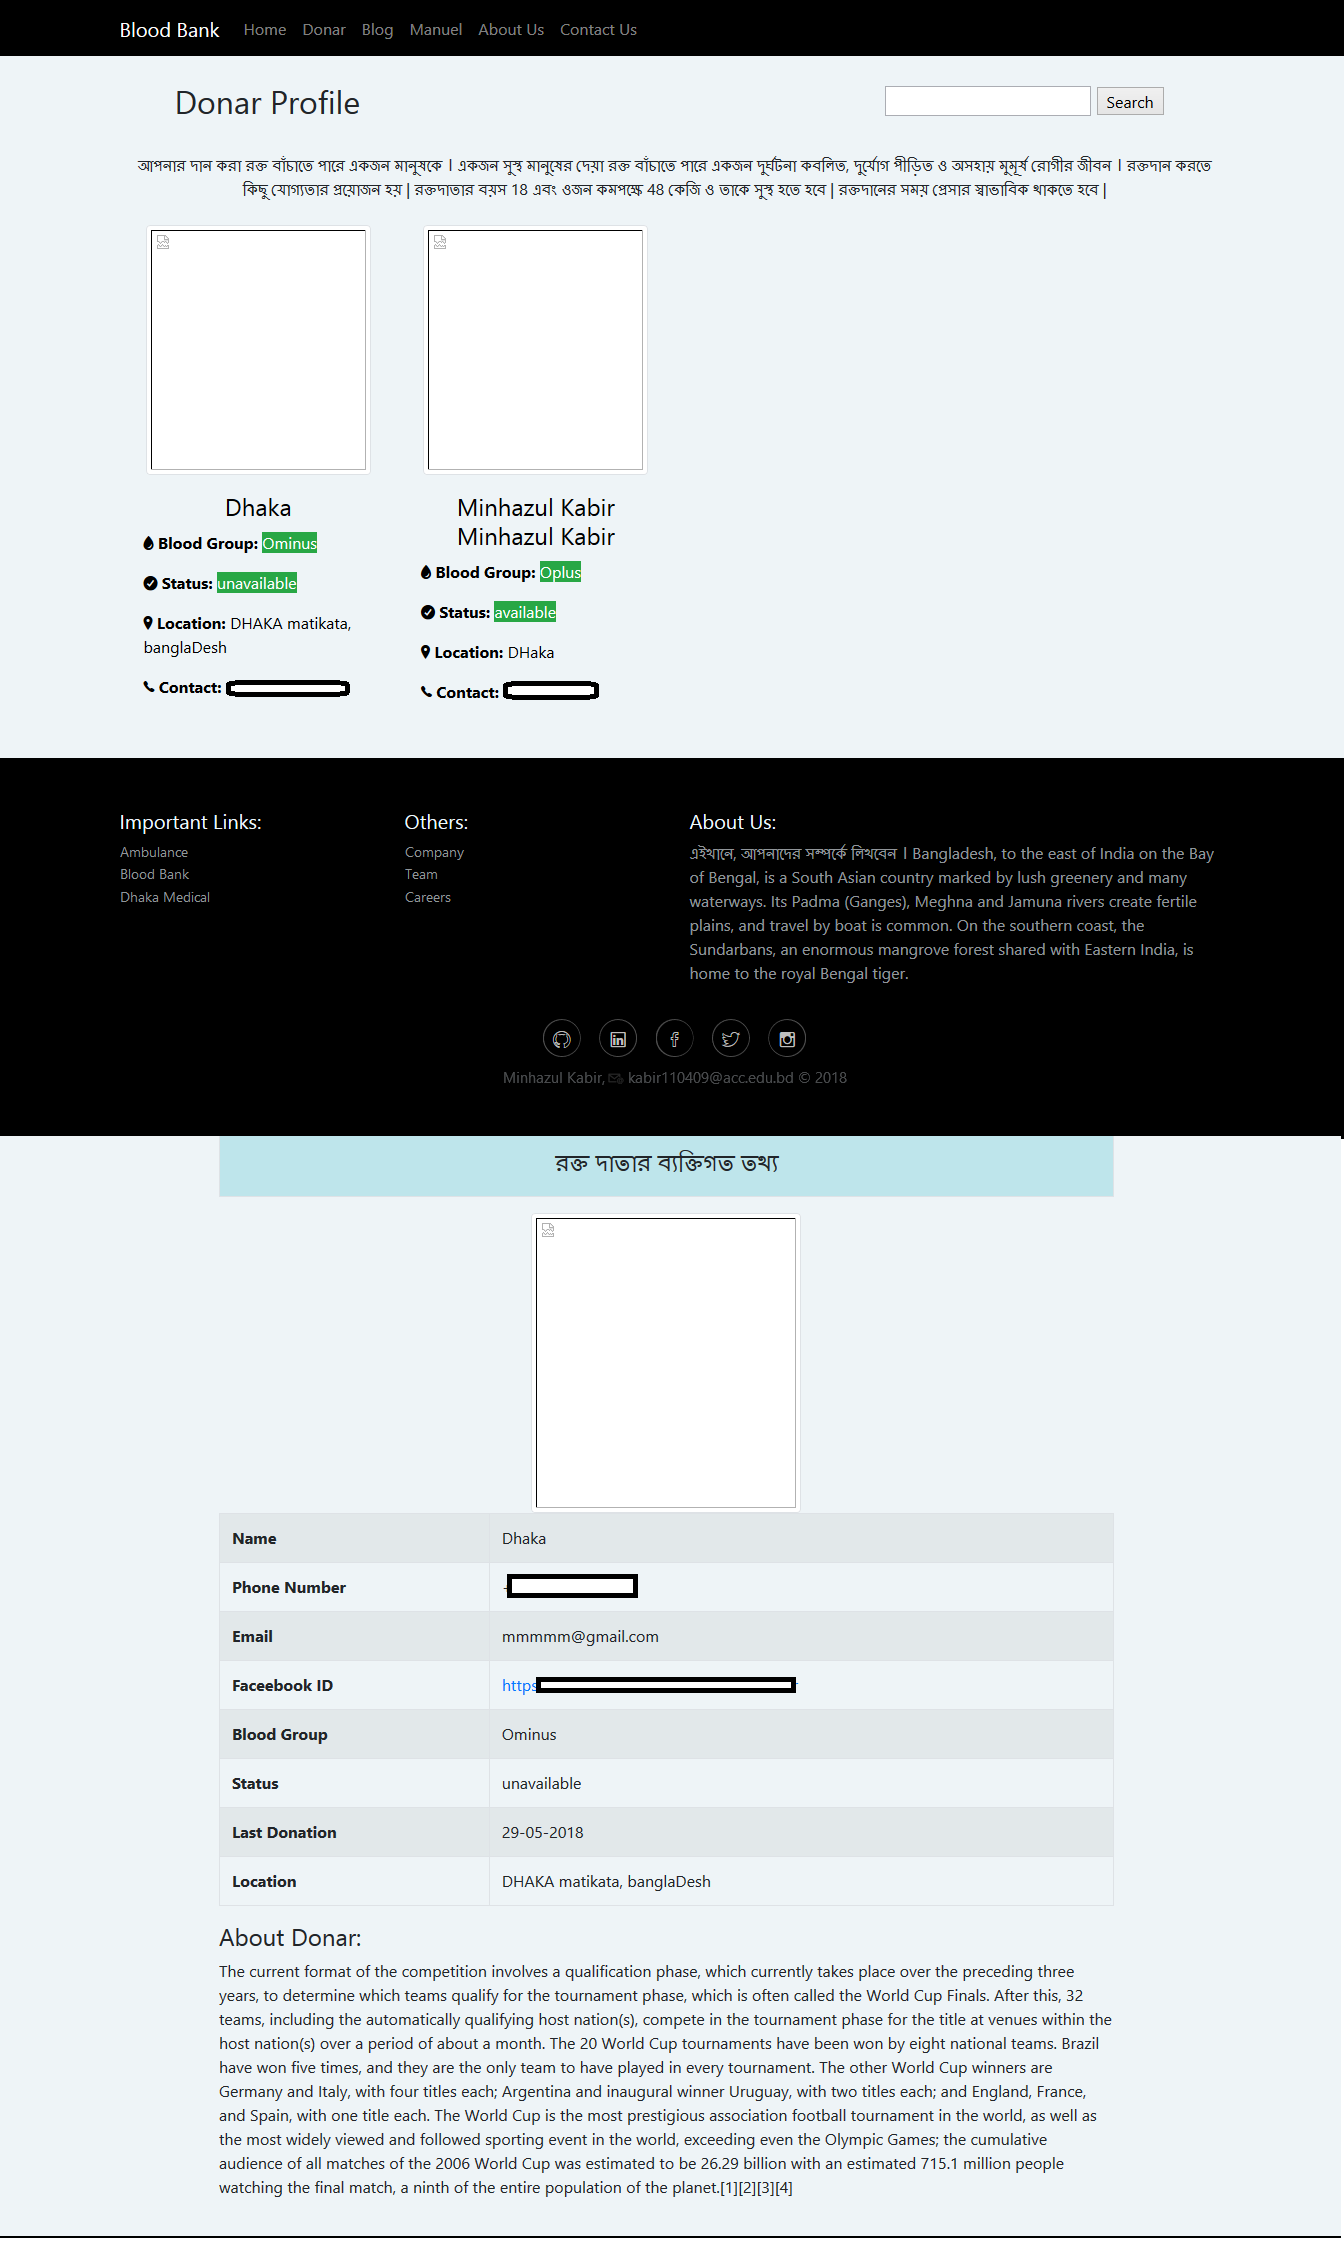 Blood Bank Home Donar Blog Manuel About Us Contact Us
Donar Profile
Search
আপনার দান করা রক্ত বাঁচাতে পারে একজন মানুষকে । একজন সুস্থ মানুষের দেয়া রক্ত বাঁচাতে পারে একজন দুর্ঘটনা কবলিত, দুর্যোগ পীড়িত ও অসহায় মুমূর্ষ রোগীর জীবন । রক্তদান করতে
কিছু যোগ্যতার প্রয়োজন হয় | রক্তদাতার বয়স 18 এবং ওজন কমপক্ষে 48 কেজি ও তাকে সুস্থ হতে হবে | রক্তদানের সময় প্রেসার স্বাভাবিক থাকতে হবে |
Dhaka
Blood Group: Ominus
Status: unavailable
Location: DHAKA matikata,
banglaDesh
Contact:
Minhazul Kabir
Minhazul Kabir
Blood Group: Oplus
Status: available
Location: DHaka
Contact:
Important Links:
Ambulance
Blood Bank
Dhaka Medical
Others:
Company
Team
Careers
About Us:
এইখানে, আপনাদের সম্পর্কে লিখবেন । Bangladesh, to the east of India on the Bay
of Bengal, is a South Asian country marked by lush greenery and many
waterways. Its Padma (Ganges), Meghna and Jamuna rivers create fertile
plains, and travel by boat is common. On the southern coast, the
Sundarbans, an enormous mangrove forest shared with Eastern India, is
home to the royal Bengal tiger.
Minhazul Kabir, kabir110409@acc.edu.bd © 2018
রক্ত দাতার ব্যক্তিগত তথ্য
Name Dhaka
Phone Number
Email mmmmm@gmail.com
Faceebook ID https
Blood Group Ominus
Status unavailable
Last Donation 29-05-2018
Location DHAKA matikata, banglaDesh
About Donar:
The current format of the competition involves a qualification phase, which currently takes place over the preceding three
years, to determine which teams qualify for the tournament phase, which is often called the World Cup Finals. After this, 32
teams, including the automatically qualifying host nation(s), compete in the tournament phase for the title at venues within the
host nation(s) over a period of about a month. The 20 World Cup tournaments have been won by eight national teams. Brazil
have won five times, and they are the only team to have played in every tournament. The other World Cup winners are
Germany and Italy, with four titles each; Argentina and inaugural winner Uruguay, with two titles each; and England, France,
and Spain, with one title each. The World Cup is the most prestigious association football tournament in the world, as well as
the most widely viewed and followed sporting event in the world, exceeding even the Olympic Games; the cumulative
audience of all matches of the 2006 World Cup was estimated to be 26.29 billion with an estimated 715.1 million people
watching the final match, a ninth of the entire population of the planet.[1][2][3][4]